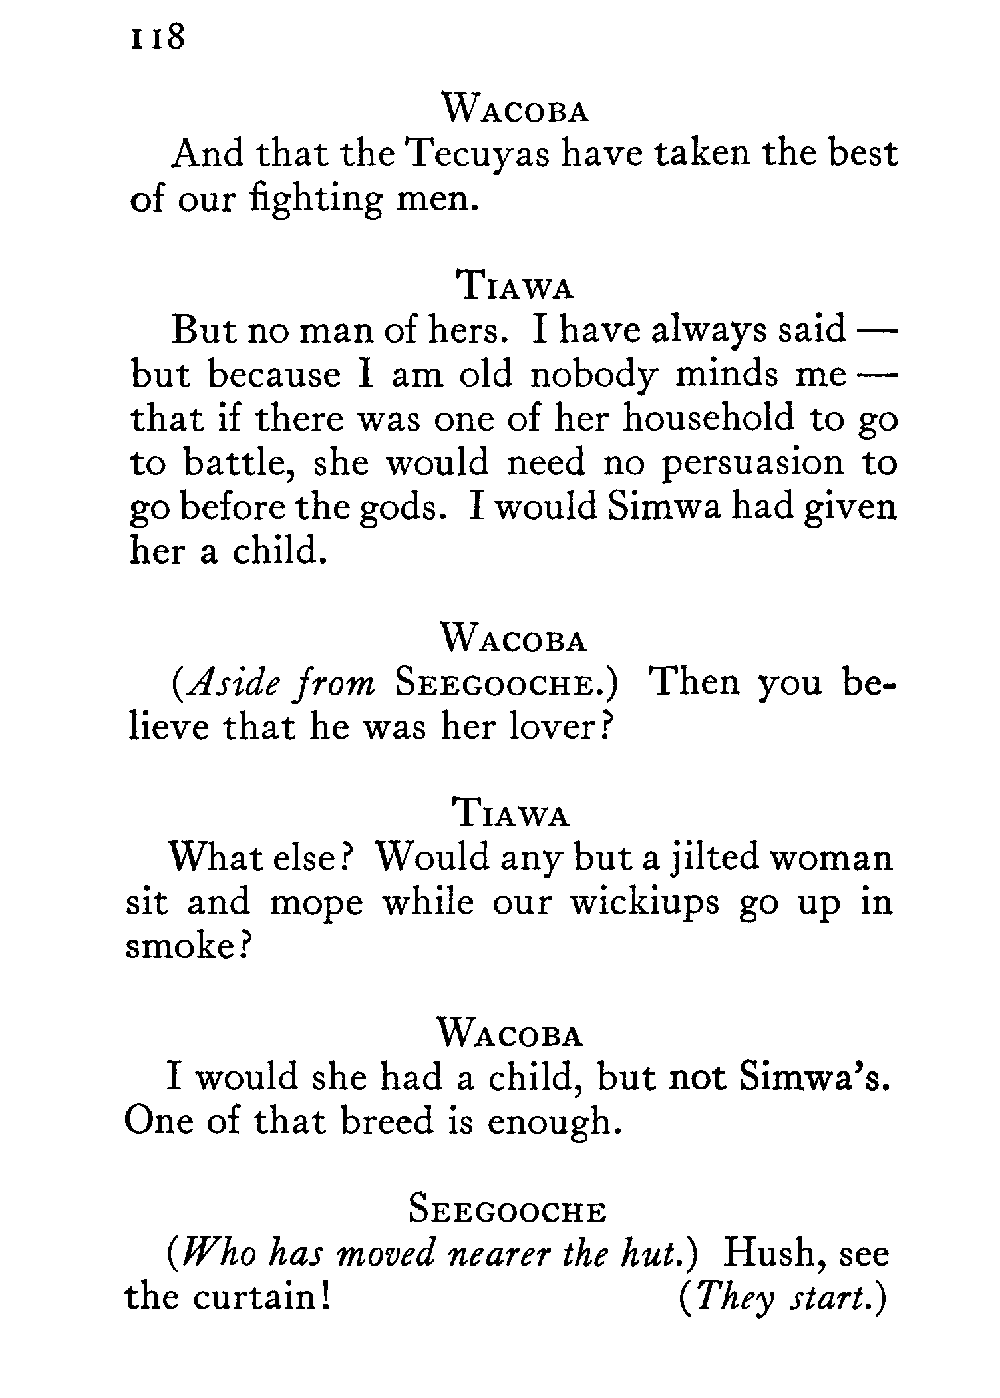 118
WACOBA
And that the Tecuyas have taken the best
of our fighting men.
TIAWA
But no man of hers. I have always said —
but because I am old nobody minds me —
that if there was one of her household to go
to battle, she would need no persuasion to
go before the gods. I would Simwa had given
her a child.
WACOBA
(Aside from SEEGOOCHE.) Then you be-
lieve that he was her lover?
TIAWA
What else? Would any but a jilted woman
sit and mope while our wickiups go up in
smoke?
WACOBA
I would she had a child, but not Simwa's.
One of that breed is enough.
SEEGOOCHE
(Who has moved nearer the hut.) Hush, see
the curtain! (They start.)